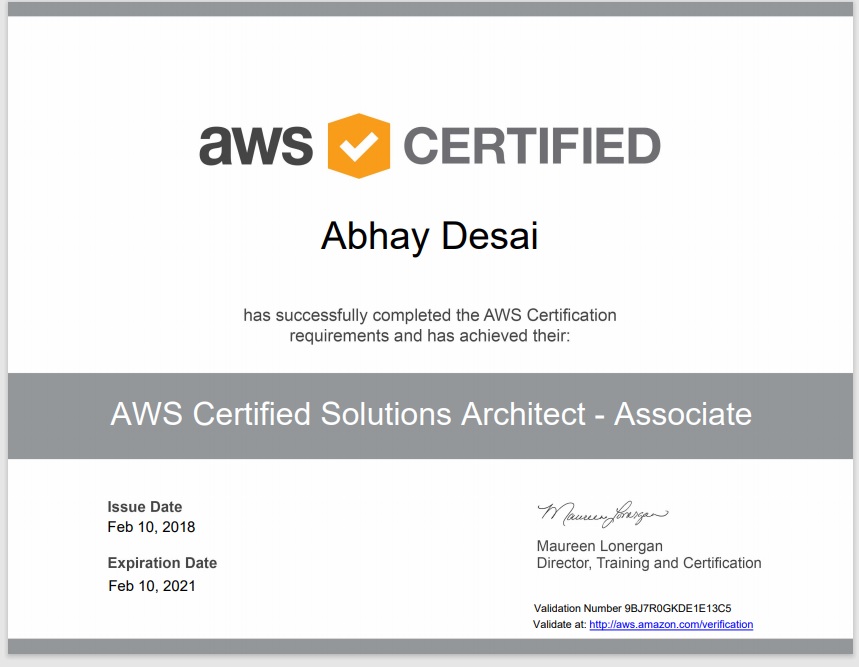 aws CERTIFIED
Abhay Desai
has successfully completed the AWS Certification
requirements and has achieved their:
AWS Certified Solutions Architect - Associate
Issue Date
Feb 10, 2018
Expiration Date
Feb 10, 2021
Maureen Lonergan
Maureen Lonergan
Director, Training and Certification
Validation Number 9BJ7R0GKDE1E13C5
Validate at: http://aws.amazon.com/verification